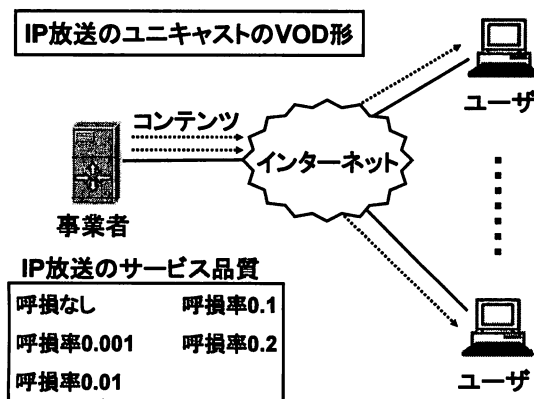 IP放送のユニキャストのVOD形
コンテンツ
インターネット
事業者
ユーザ
ユーザ
IP放送のサービス品質
呼損なし 呼損率0.1
呼損率0.001 呼損率0.2
呼損率0.01